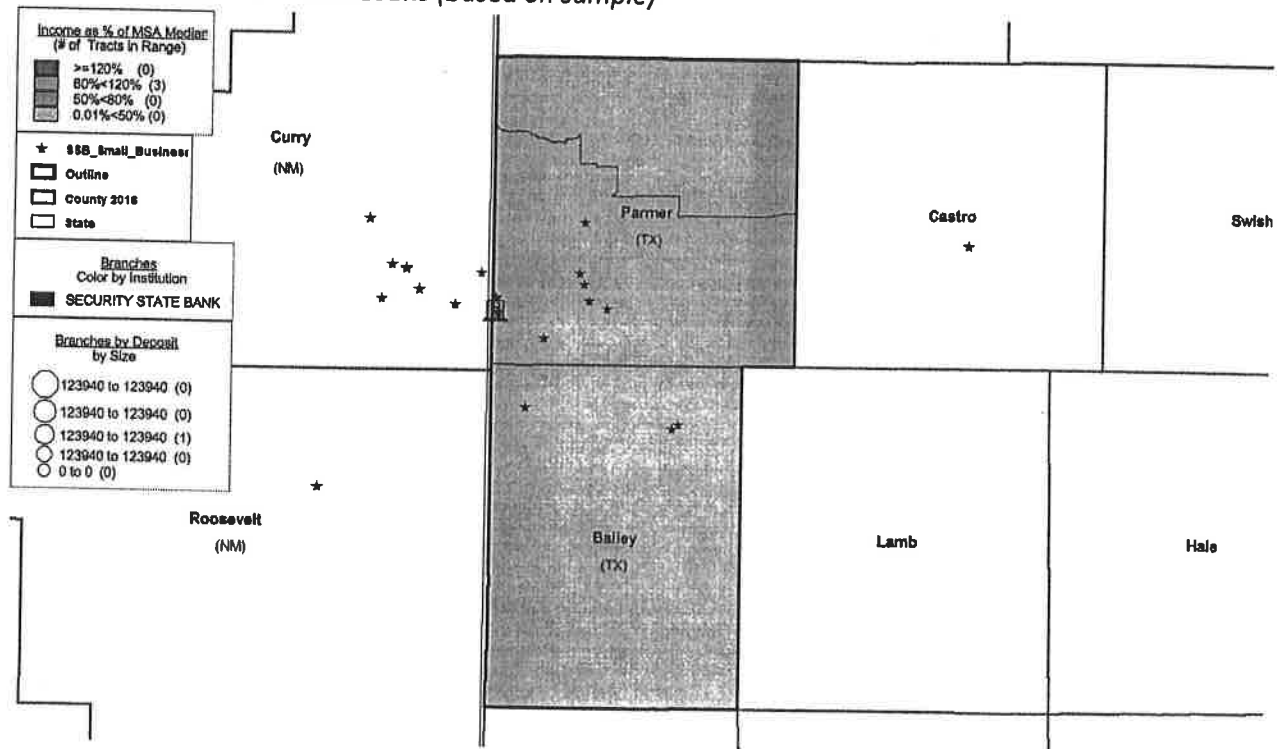 (based on sample)
Income as % of MSA Median
(# of Tracts in Range)
>=120% (0)
80%<120% (3)
50%<80% (0)
0.01%<50% (0)
SSB_Small_Business
Outline
County 2016
State
Branches
Color by Institution
SECURITY STATE BANK
Branches by Deposit
by Size
123940 to 123940 (0)
123940 to 123940 (0)
123940 to 123940 (1)
123940 to 123940 (0)
0 to 0 (0)
Curry
(NM)
Parmer
(TX)
Castro
Swish
Roosevelt
(NM)
Bailey
(TX)
Lamb
Hale